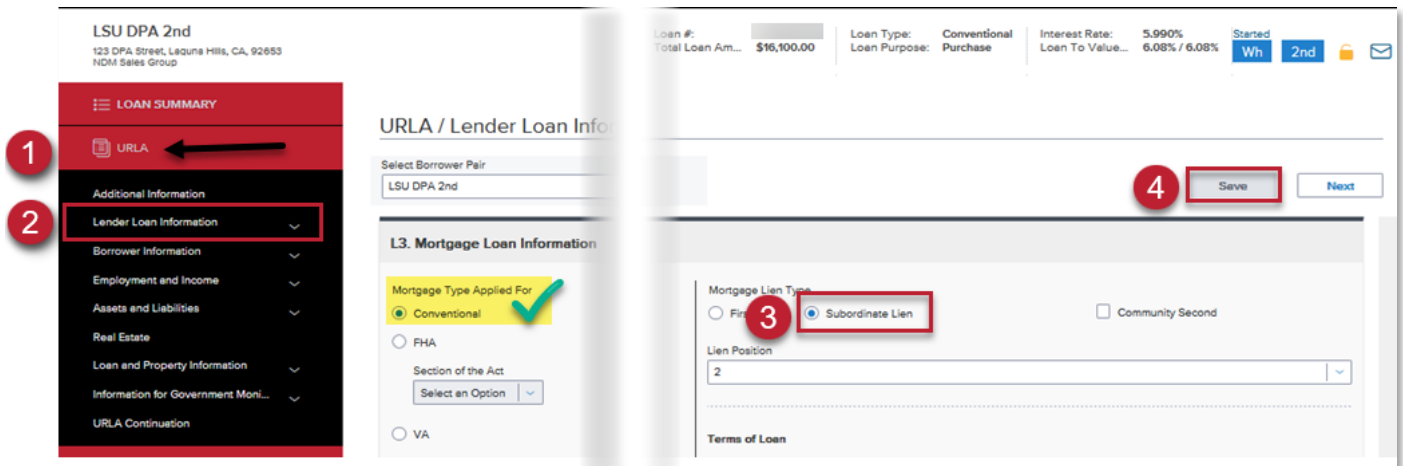 LSU DPA 2nd
123 DPA Street, Laguna Hills, CA, 92653
NDM Sales Group
Loan #:
Total Loan Am... $16,100.00
Loan Type: Conventional
Loan Purpose: Purchase
Interest Rate: 5.990%
Loan To Value... 6.08% / 6.08%
Started
Wh 2nd
LOAN SUMMARY
1
URLA
Additional Information
2
Lender Loan Information
Borrower Information
Employment and Income
Assets and Liabilities
Real Estate
Loan and Property Information
Information for Government Moni...
URLA Continuation
URLA / Lender Loan Infor
Select Borrower Pair
LSU DPA 2nd
4
Save
Next
L3. Mortgage Loan Information
Mortgage Type Applied For
Conventional
FHA
Section of the Act
Select an Option
VA
Mortgage Lien Type
3
Subordinate Lien
Community Second
Lien Position
2
Terms of Loan